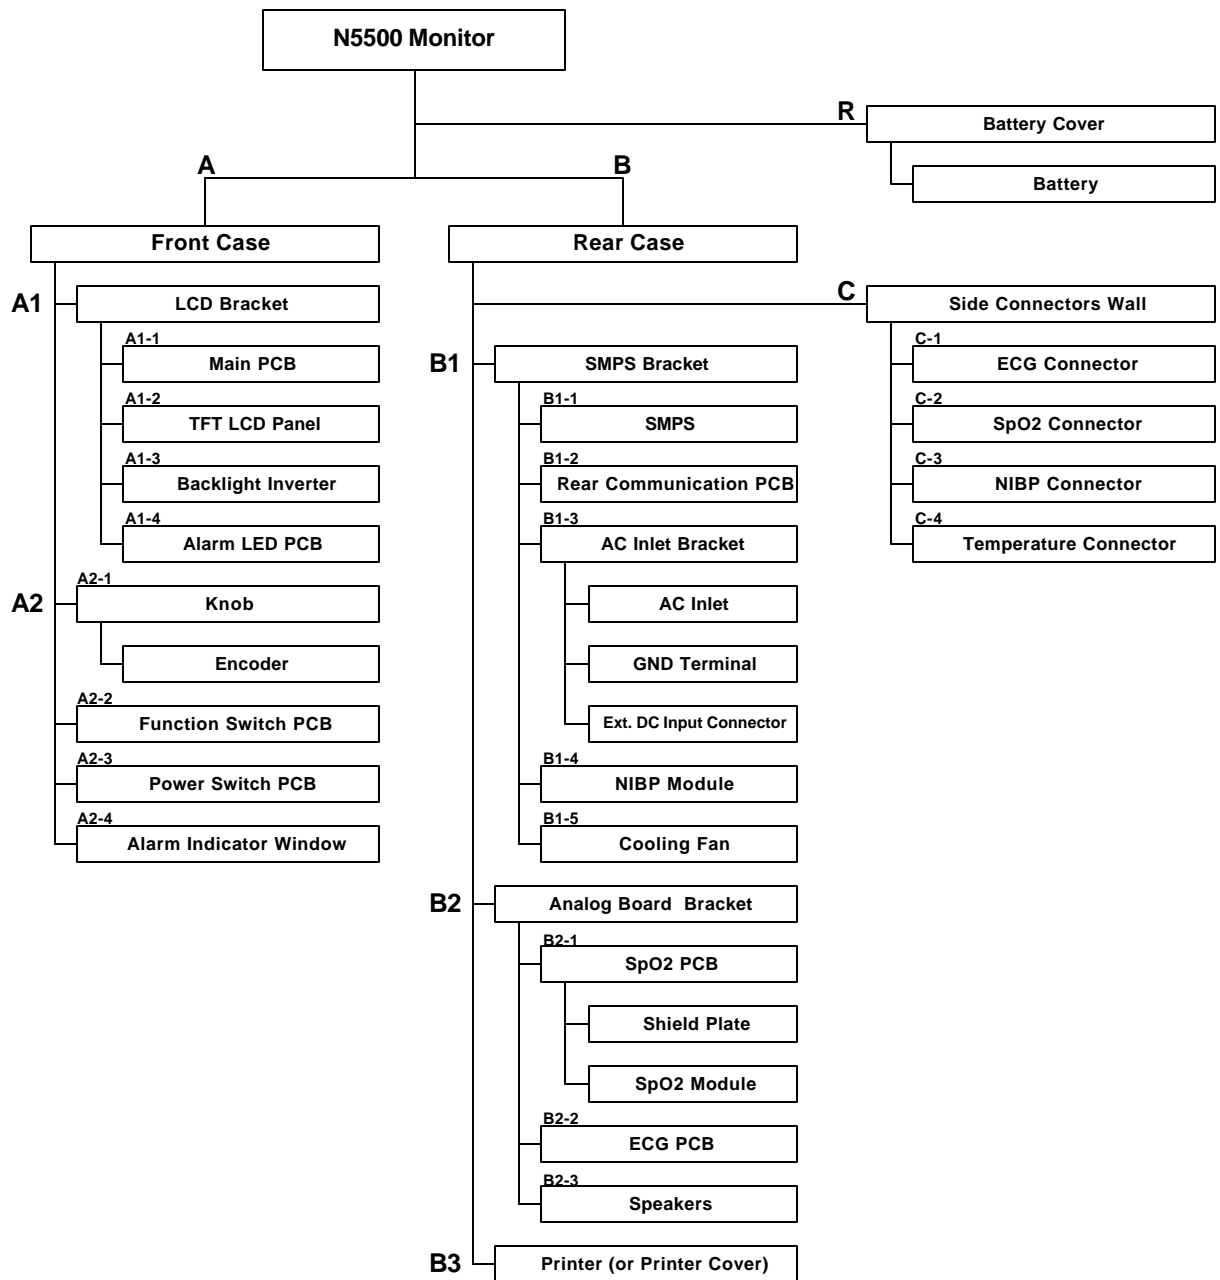 N5500 Monitor
R
Battery Cover
Battery
A
B
Front Case
Rear Case
A1
LCD Bracket
A1-1
Main PCB
A1-2
TFT LCD Panel
A1-3
Backlight Inverter
A1-4
Alarm LED PCB
A2
A2-1
Knob
Encoder
A2-2
Function Switch PCB
A2-3
Power Switch PCB
A2-4
Alarm Indicator Window
B1
SMPS Bracket
B1-1
SMPS
B1-2
Rear Communication PCB
B1-3
AC Inlet Bracket
AC Inlet
GND Terminal
Ext. DC Input Connector
B1-4
NIBP Module
B1-5
Cooling Fan
B2
Analog Board  Bracket
B2-1
SpO2 PCB
Shield Plate
SpO2 Module
B2-2
ECG PCB
B2-3
Speakers
B3
Printer (or Printer Cover)
C
Side Connectors Wall
C-1
ECG Connector
C-2
SpO2 Connector
C-3
NIBP Connector
C-4
Temperature Connector